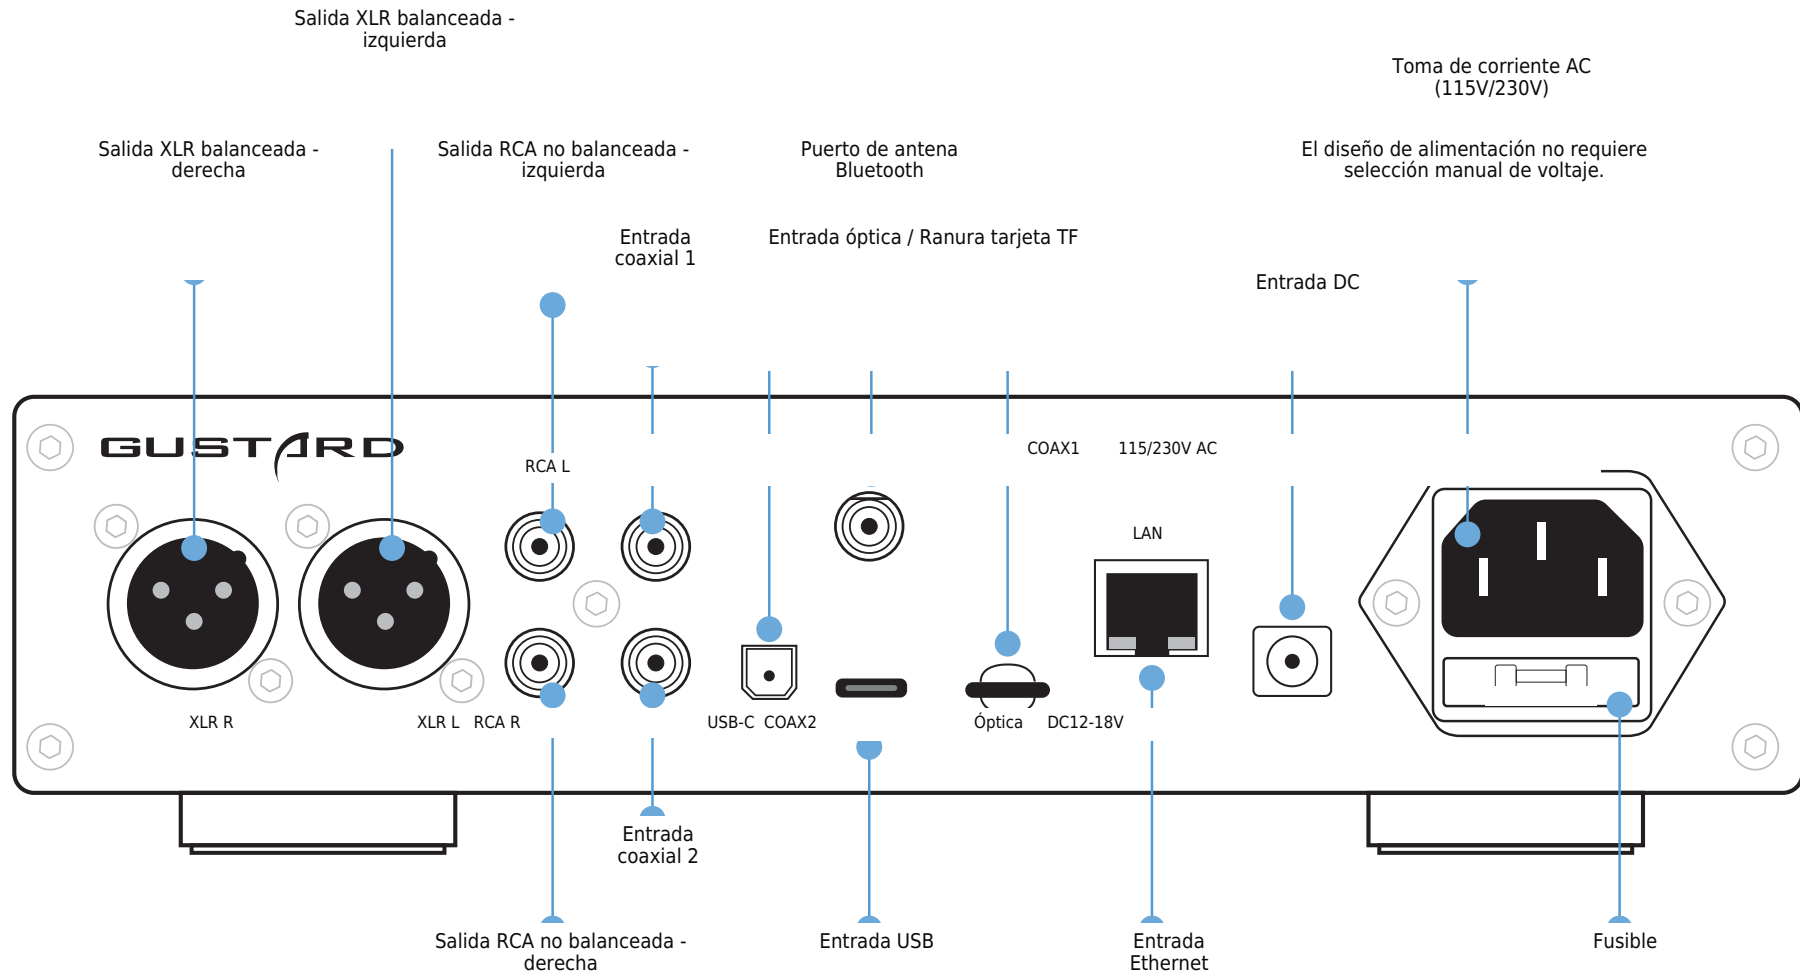 Salida XLR balanceada -
izquierda
Toma de corriente AC
(115V/230V)
Salida XLR balanceada -
derecha
Salida RCA no balanceada -
izquierda
Puerto de antena
Bluetooth
El diseño de alimentación no requiere
selección manual de voltaje.
Entrada
coaxial 1
Entrada óptica / Ranura tarjeta TF
Entrada DC
GUSTARD
RCA L
COAX1
115/230V AC
LAN
XLR R
XLR L
RCA R
USB-C
COAX2
Óptica
DC12-18V
Entrada
coaxial 2
Salida RCA no balanceada -
derecha
Entrada USB
Entrada
Ethernet
Fusible